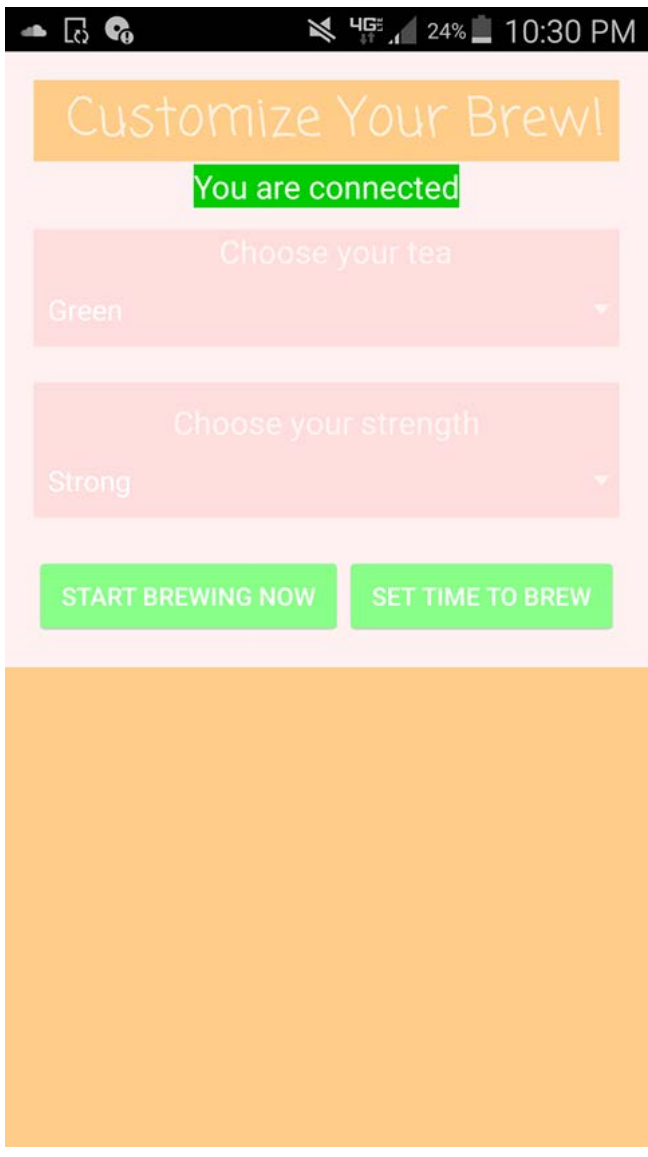 4G 24% 10:30 PM
Customize Your Brew!
You are connected
Choose your tea
Green
Choose your strength
Strong
START BREWING NOW
SET TIME TO BREW